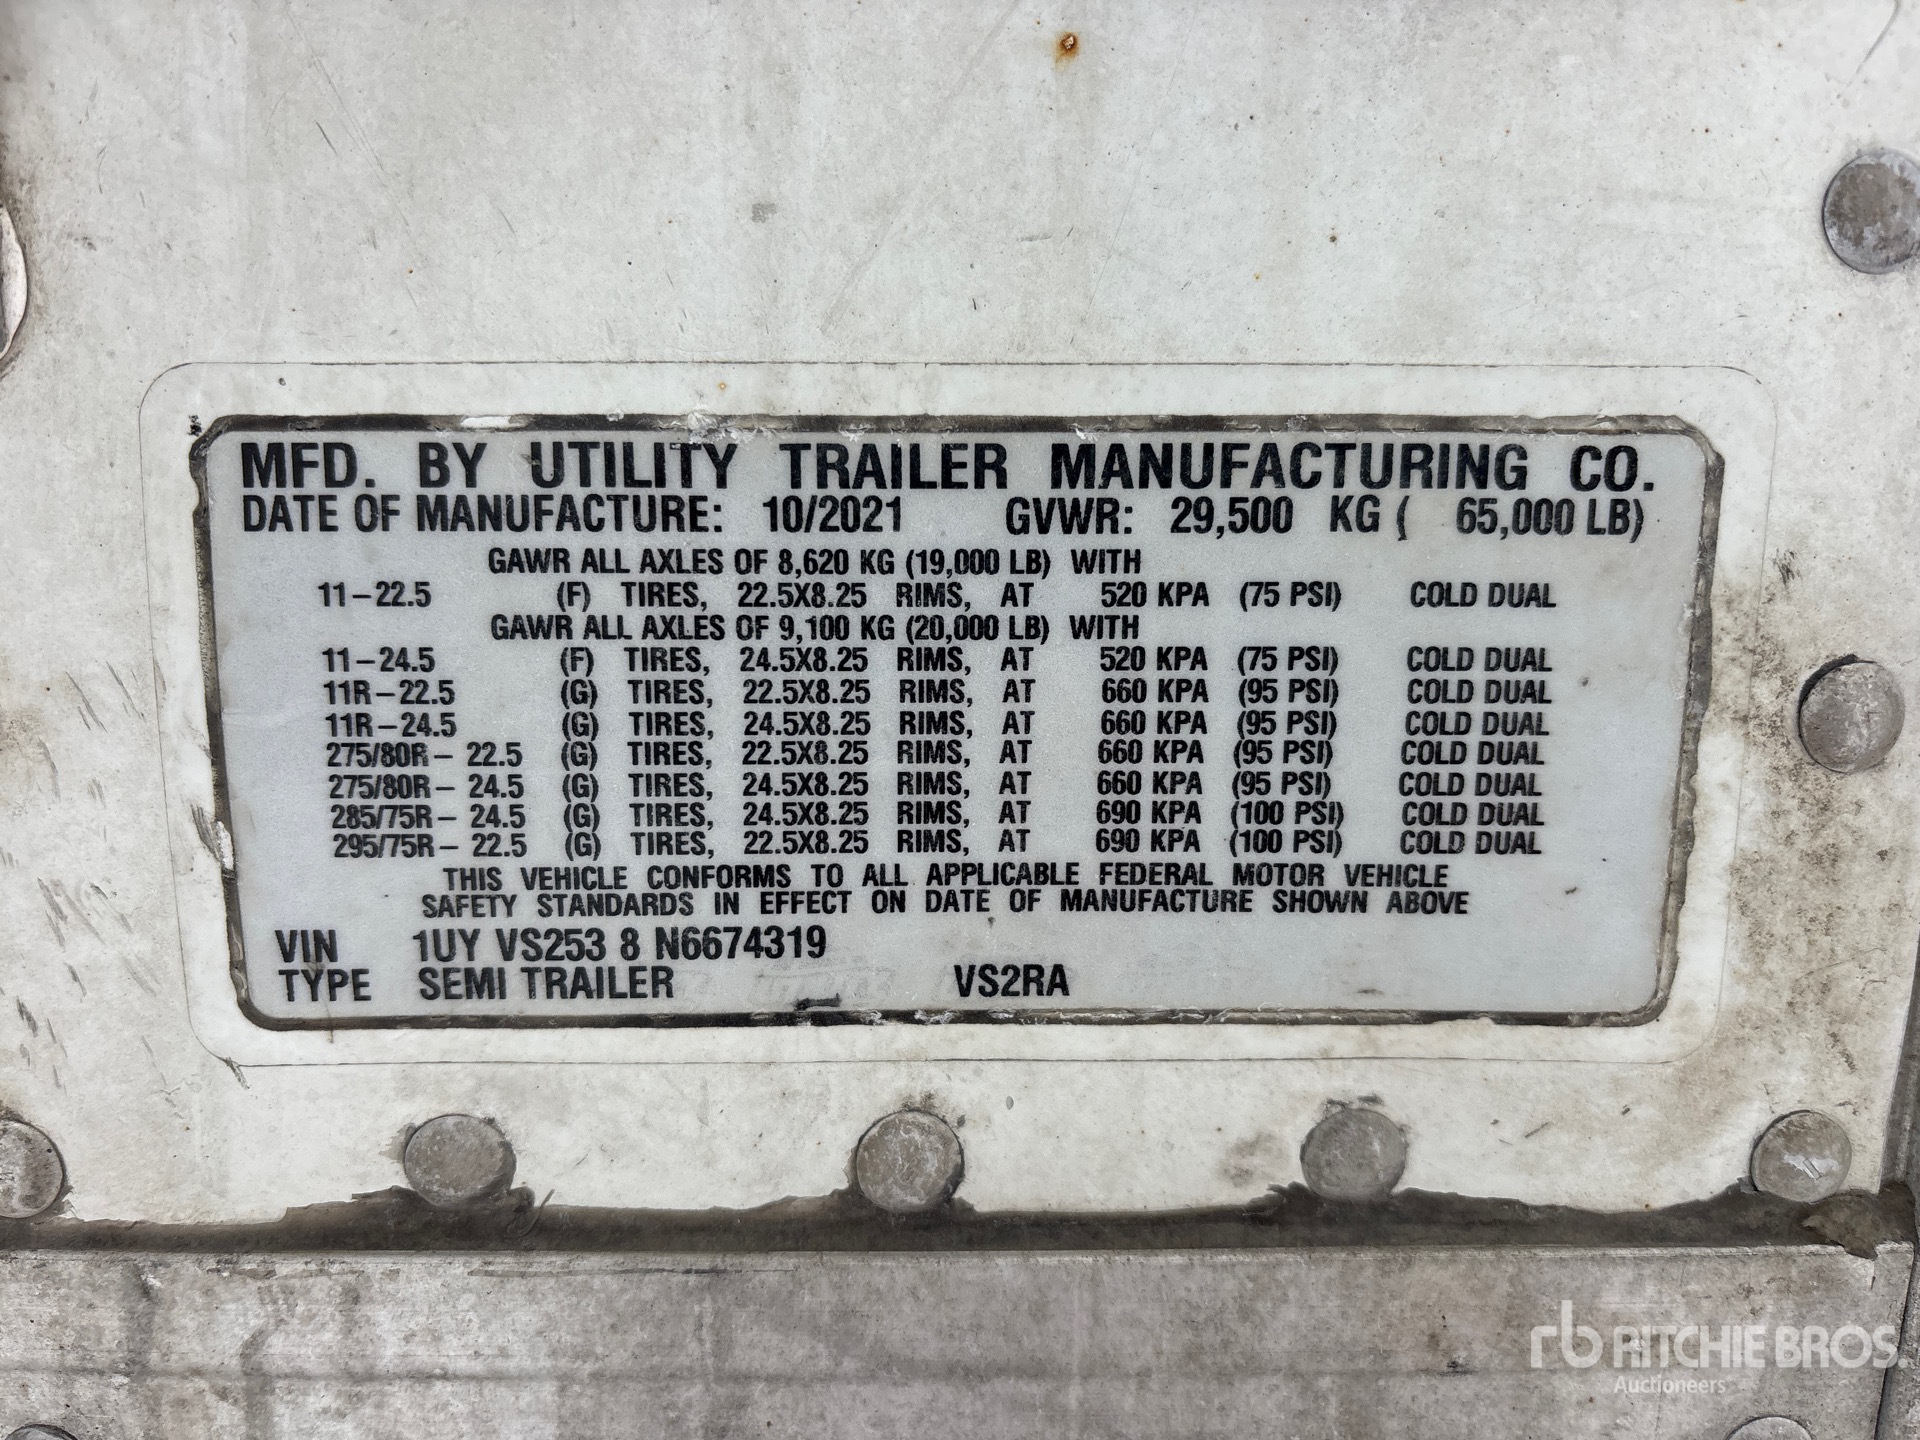 MFD. BY UTILITY TRAILER MANUFACTURING CO.
DATE OF MANUFACTURE: 10/2021 GVWR: 29,500 KG ( 65,000 LB)
GAWR ALL AXLES OF 8,620 KG (19,000 LB) WITH
11-22.5 (F) TIRES, 22.5X8.25 RIMS, AT 520 KPA (75 PSI) COLD DUAL
GAWR ALL AXLES OF 9,100 KG (20,000 LB) WITH
11-24.5 (F) TIRES, 24.5X8.25 RIMS, AT 520 KPA (75 PSI) COLD DUAL
11R-22.5 (G) TIRES, 22.5X8.25 RIMS, AT 660 KPA (95 PSI) COLD DUAL
11R-24.5 (G) TIRES, 24.5X8.25 RIMS, AT 660 KPA (95 PSI) COLD DUAL
275/80R- 22.5 (G) TIRES, 22.5X8.25 RIMS, AT 660 KPA (95 PSI) COLD DUAL
275/80R- 24.5 (G) TIRES, 24.5X8.25 RIMS, AT 660 KPA (95 PSI) COLD DUAL
285/75R- 24.5 (G) TIRES, 24.5X8.25 RIMS, AT 690 KPA (100 PSI) COLD DUAL
295/75R- 22.5 (G) TIRES, 22.5X8.25 RIMS, AT 690 KPA (100 PSI) COLD DUAL
THIS VEHICLE CONFORMS TO ALL APPLICABLE FEDERAL MOTOR VEHICLE
SAFETY STANDARDS IN EFFECT ON DATE OF MANUFACTURE SHOWN ABOVE
VIN 1UY VS253 8 N6674319
TYPE SEMI TRAILER VS2RA
rb RITCHIE BROS.
Auctioneers